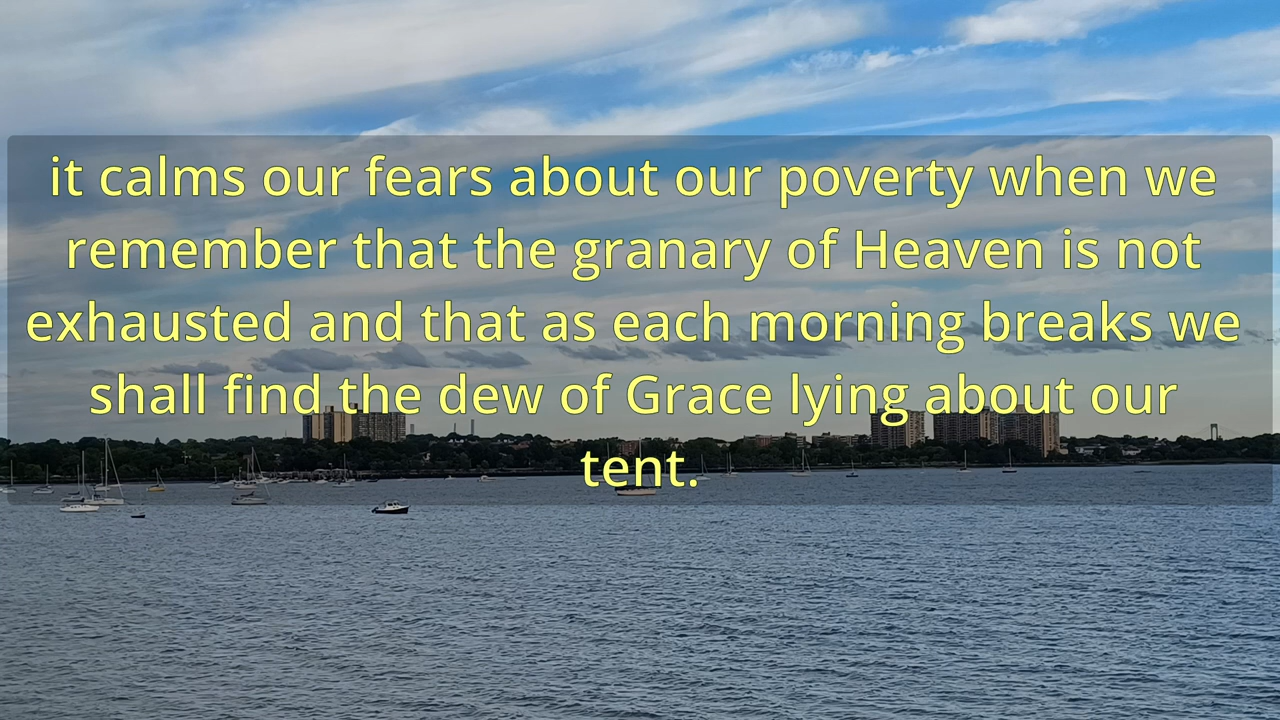 it calms our fears about our poverty when we
remember that the granary of Heaven is not
exhausted and that as each morning breaks we
shall find the dew of Grace lying about our
tent.